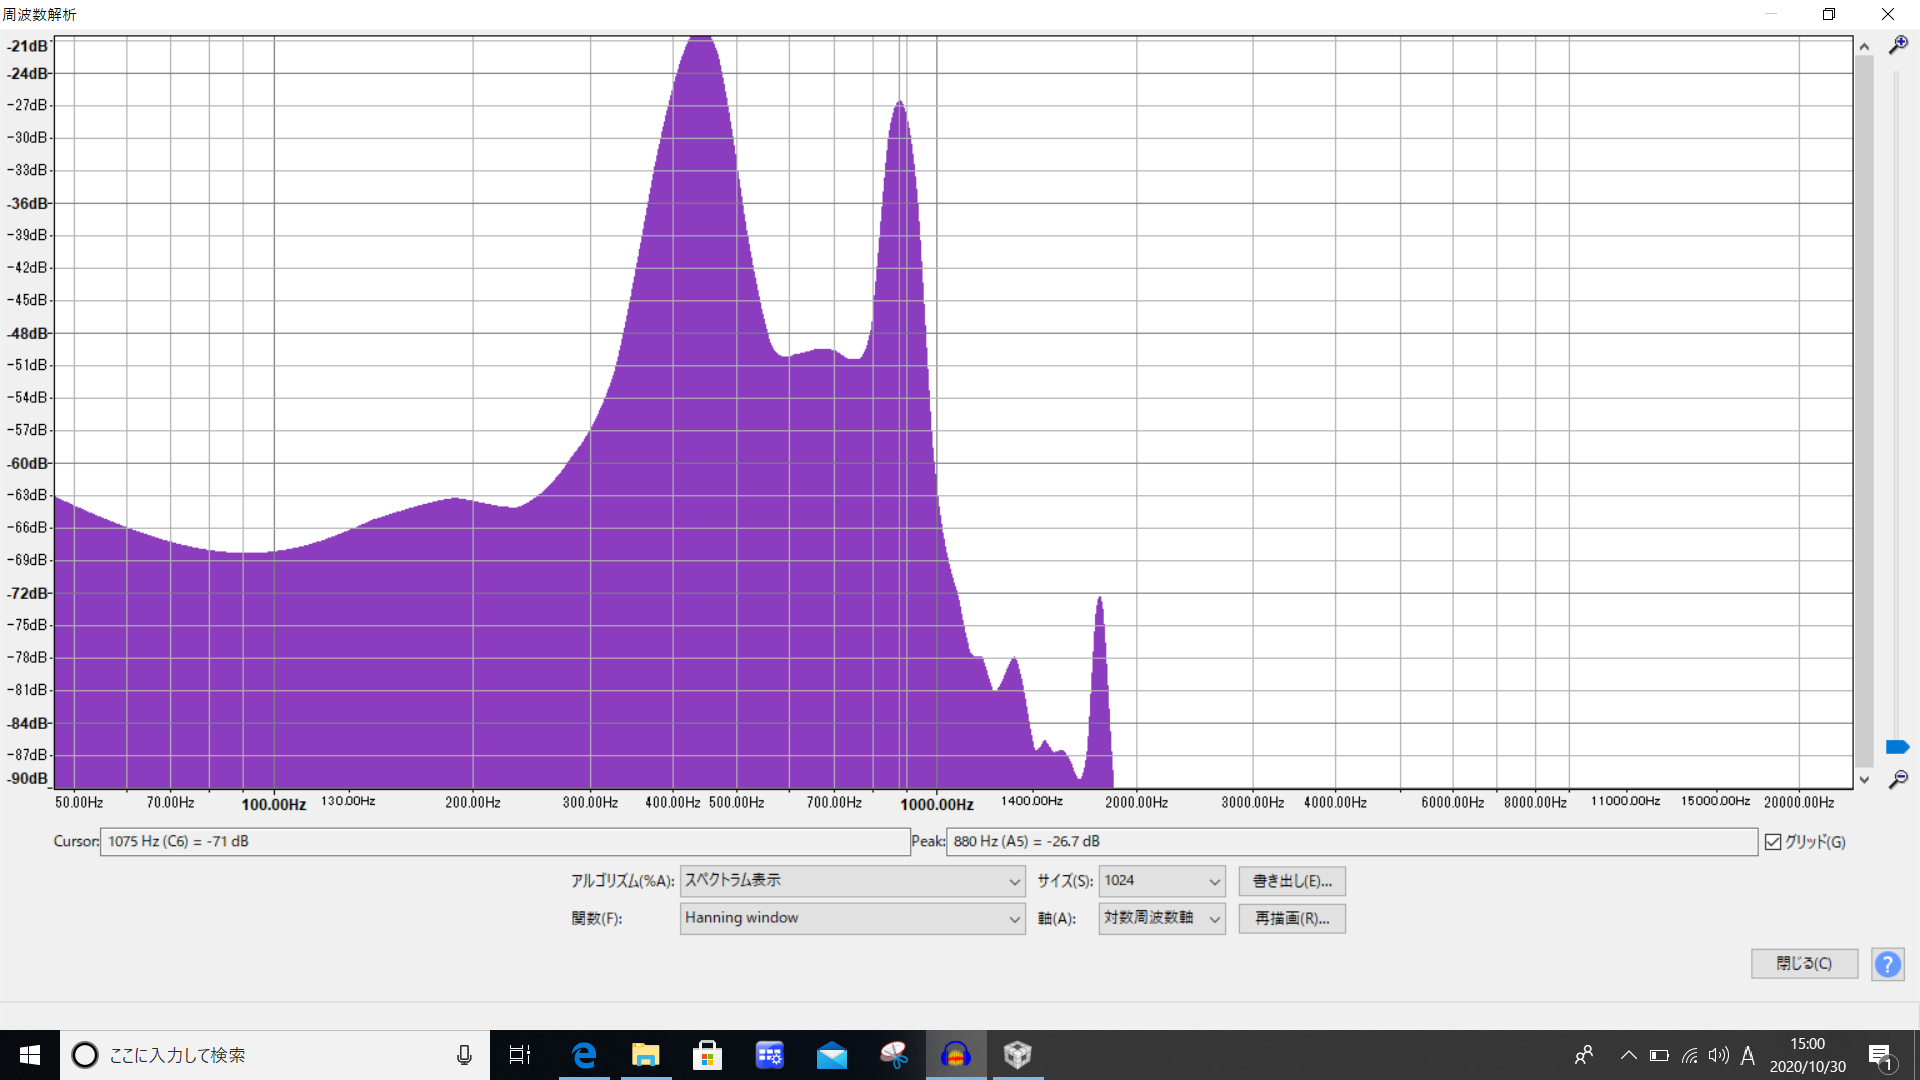 周波数解析
-21dB
-24dB
-27dB
-30dB
-33dB
-36dB
-39dB
-42dB
-45dB
-48dB
-51dB
-54dB
-57dB
-60dB
-63dB
-66dB
-69dB
-72dB
-75dB
-78dB
-81dB
-84dB
-87dB
-90dB
50.00Hz 70.00Hz 100.00Hz 130.00Hz 200.00Hz 300.00Hz 400.00Hz 500.00Hz 700.00Hz 1000.00Hz 1400.00Hz 2000.00Hz 3000.00Hz 4000.00Hz 6000.00Hz 8000.00Hz 11000.00Hz 15000.00Hz 20000.00Hz
Cursor: 1075 Hz (C6) = -71 dB Peak: 880 Hz (A5) = -26.7 dB グリッド(G)
アルゴリズム(%A): スペクトラム表示 サイズ(S): 1024 書き出し(E)...
関数(F): Hanning window 軸(A): 対数周波数軸 再描画(R)...
閉じる(C) ?
ここに入力して検索
A 15:00
2020/10/30
1